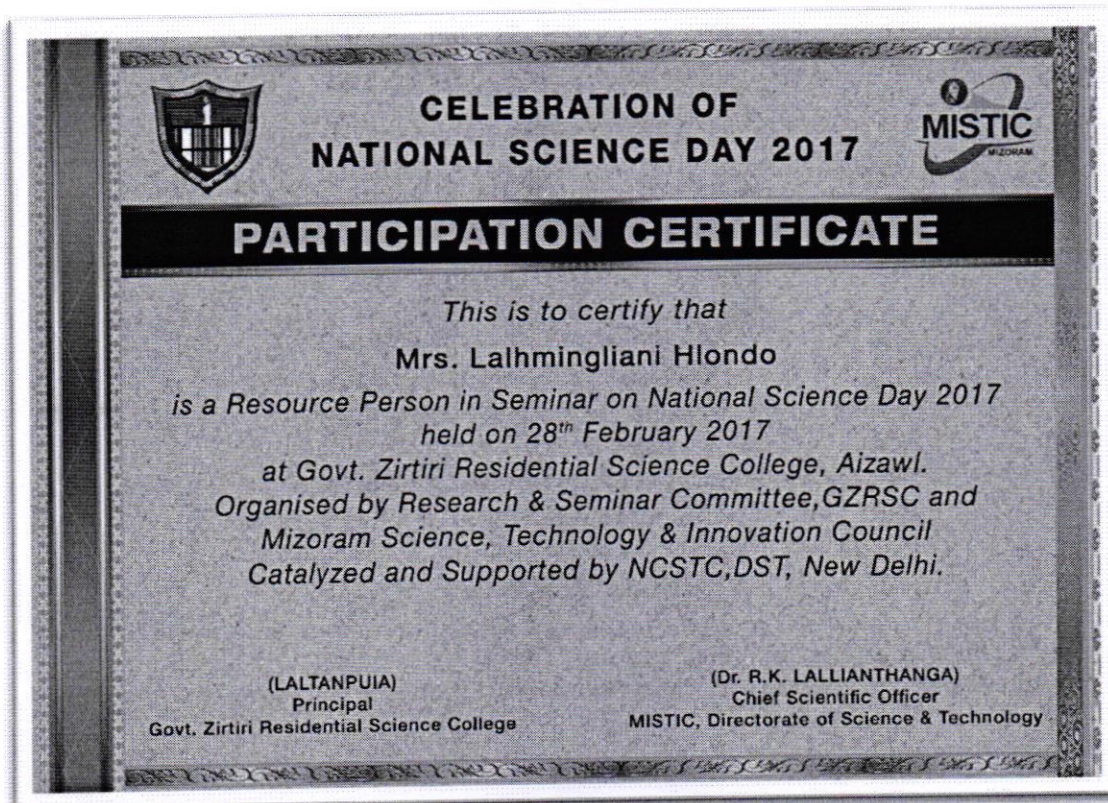 CELEBRATION OF
NATIONAL SCIENCE DAY 2017
MISTIC
MIZORAM
PARTICIPATION CERTIFICATE
This is to certify that
Mrs. Lalhmingliani Hlondo
is a Resource Person in Seminar on National Science Day 2017
held on 28th February 2017
at Govt. Zirtiri Residential Science College, Aizawl.
Organised by Research & Seminar Committee,GZRSC and
Mizoram Science, Technology & Innovation Council
Catalyzed and Supported by NCSTC,DST, New Delhi.
(LALTANPUIA)
Principal
Govt. Zirtiri Residential Science College
(Dr. R.K. LALLIANTHANGA)
Chief Scientific Officer
MISTIC, Directorate of Science & Technology